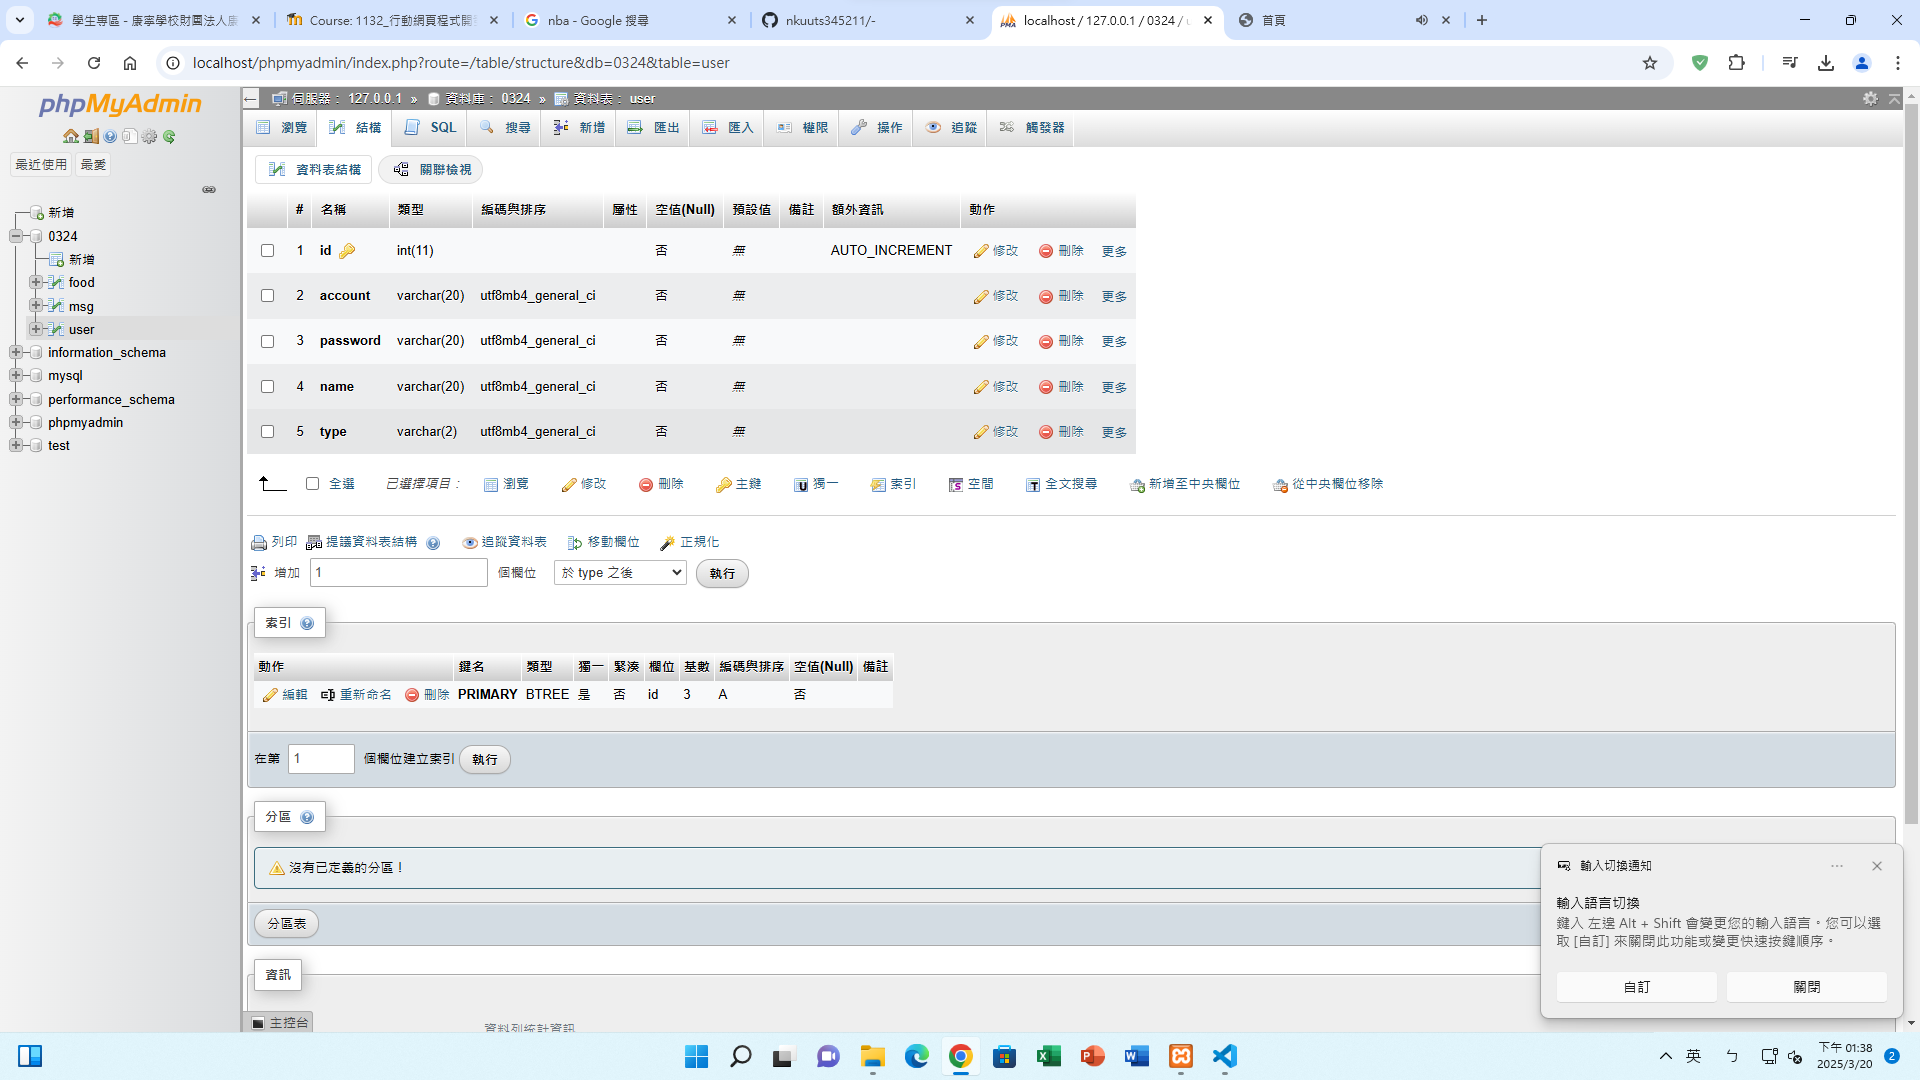 學生專區 - 康寧學校財團法人康
Course: 1132_行動網頁程式開發
nba - Google 搜尋
nkuuts345211/-
localhost / 127.0.0.1 / 0324 / u
首頁
localhost/phpmyadmin/index.php?route=/table/structure&db=0324&table=user
phpMyAdmin
最近使用 最愛
新增
0324
新增
food
msg
user
information_schema
mysql
performance_schema
phpmyadmin
test
伺服器： 127.0.0.1 » 資料庫： 0324 » 資料表： user
瀏覽 結構 SQL 搜尋 新增 匯出 匯入 權限 操作 追蹤 觸發器
資料表結構 關聯檢視
# 名稱 類型 編碼與排序 屬性 空值(Null) 預設值 備註 額外資訊 動作
1 id int(11) 否 無 AUTO_INCREMENT 修改 刪除 更多
2 account varchar(20) utf8mb4_general_ci 否 無 修改 刪除 更多
3 password varchar(20) utf8mb4_general_ci 否 無 修改 刪除 更多
4 name varchar(20) utf8mb4_general_ci 否 無 修改 刪除 更多
5 type varchar(2) utf8mb4_general_ci 否 無 修改 刪除 更多
全選 已選擇項目： 瀏覽 修改 刪除 主鍵 獨一 索引 空間 全文搜尋 新增至中央欄位 從中央欄位移除
列印 提議資料表結構 追蹤資料表 移動欄位 正規化
增加 1 個欄位 於 type 之後 執行
索引
動作 鍵名 類型 獨一 緊湊 欄位 基數 編碼與排序 空值(Null) 備註
編輯 重新命名 刪除 PRIMARY BTREE 是 否 id 3 A 否
在第 1 個欄位建立索引 執行
分區
沒有已定義的分區！
分區表
資訊
主控台
資料列統計資訊
輸入切換通知
輸入語言切換
鍵入 左邊 Alt + Shift 會變更您的輸入語言。您可以選
取 [自訂] 來關閉此功能或變更快速按鍵順序。
自訂 關閉
英 ㄅ 下午 01:38
2025/3/20
2